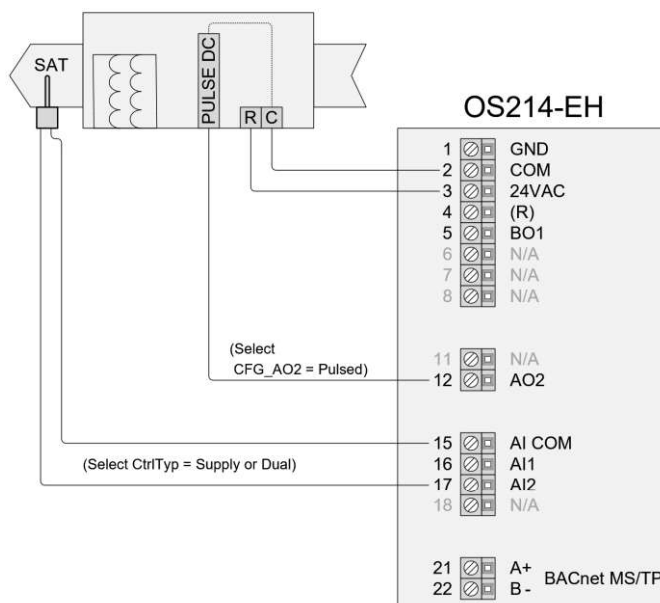 SAT
PULSE DC
R C
OS214-EH
1 GND
2 COM
3 24VAC
4 (R)
5 BO1
6 N/A
7 N/A
8 N/A
(Select
CFG_AO2 = Pulsed)
11 N/A
12 AO2
15 AI COM
(Select CtrlTyp = Supply or Dual)
16 AI1
17 AI2
18 N/A
21 A+
BACnet MS/TP
22 B -